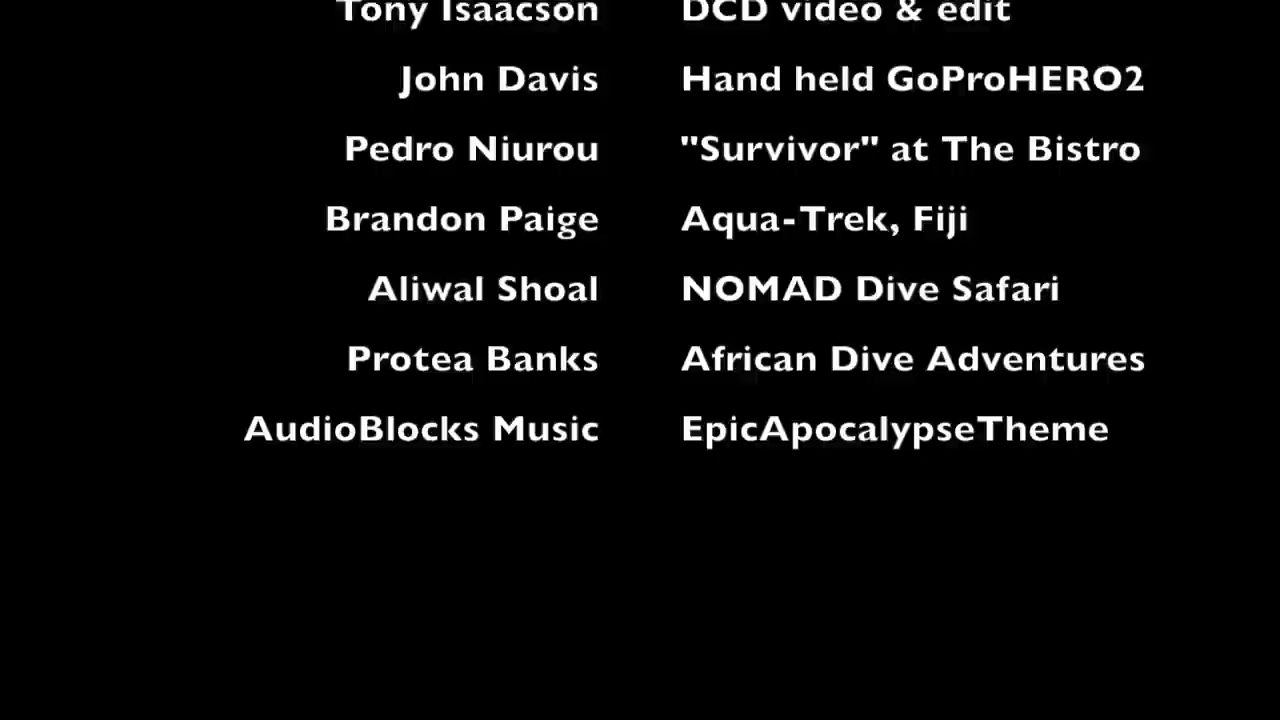 Tony Isaacson DCD video & edit
John Davis Hand held GoProHERO2
Pedro Niurou "Survivor" at The Bistro
Brandon Paige Aqua-Trek, Fiji
Aliwal Shoal NOMAD Dive Safari
Protea Banks African Dive Adventures
AudioBlocks Music EpicApocalypseTheme